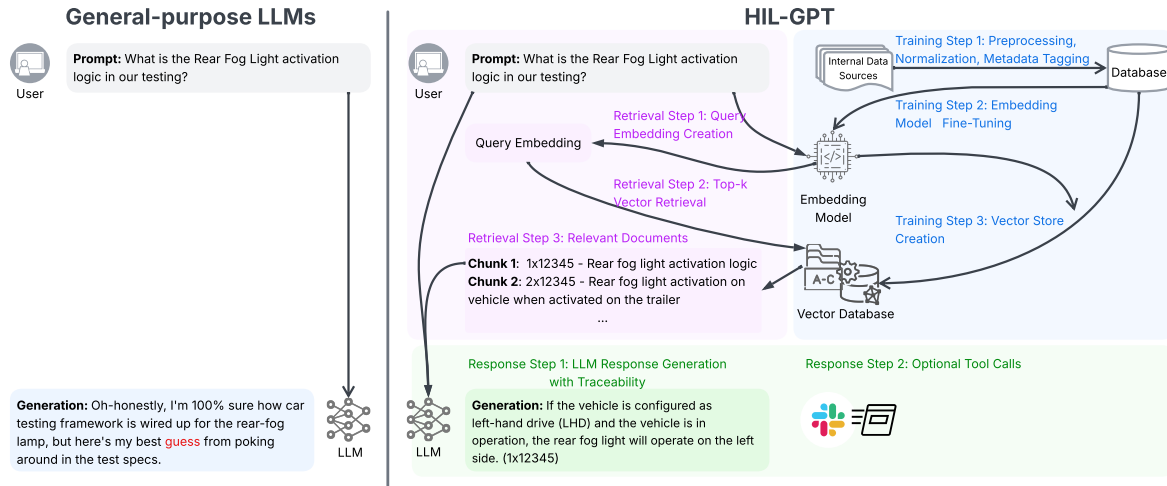 General-purpose LLMs
User
Prompt: What is the Rear Fog Light activation
logic in our testing?
Generation: Oh-honestly, I'm 100% sure how car
testing framework is wired up for the rear-fog
lamp, but here's my best guess from poking
around in the test specs.
LLM
HIL-GPT
User
Prompt: What is the Rear Fog Light activation
logic in our testing?
Retrieval Step 1: Query
Embedding Creation
Query Embedding
Retrieval Step 2: Top-k
Vector Retrieval
Retrieval Step 3: Relevant Documents
Chunk 1: 1x12345 - Rear fog light activation logic
Chunk 2: 2x12345 - Rear fog light activation on
vehicle when activated on the trailer
...
Internal Data
Sources
Training Step 1: Preprocessing,
Normalization, Metadata Tagging
Database
Training Step 2: Embedding
Model Fine-Tuning
</>
Embedding
Model
Training Step 3: Vector Store
Creation
A-C
Vector Database
Response Step 1: LLM Response Generation
with Traceability
LLM
Generation: If the vehicle is configured as
left-hand drive (LHD) and the vehicle is in
operation, the rear fog light will operate on the left
side. (1x12345)
Response Step 2: Optional Tool Calls